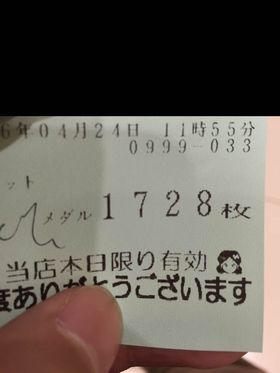 6年04月24日 11時55分
0999-033
ット
メダル 1728枚
当店本日限り有効
度ありがとうございます